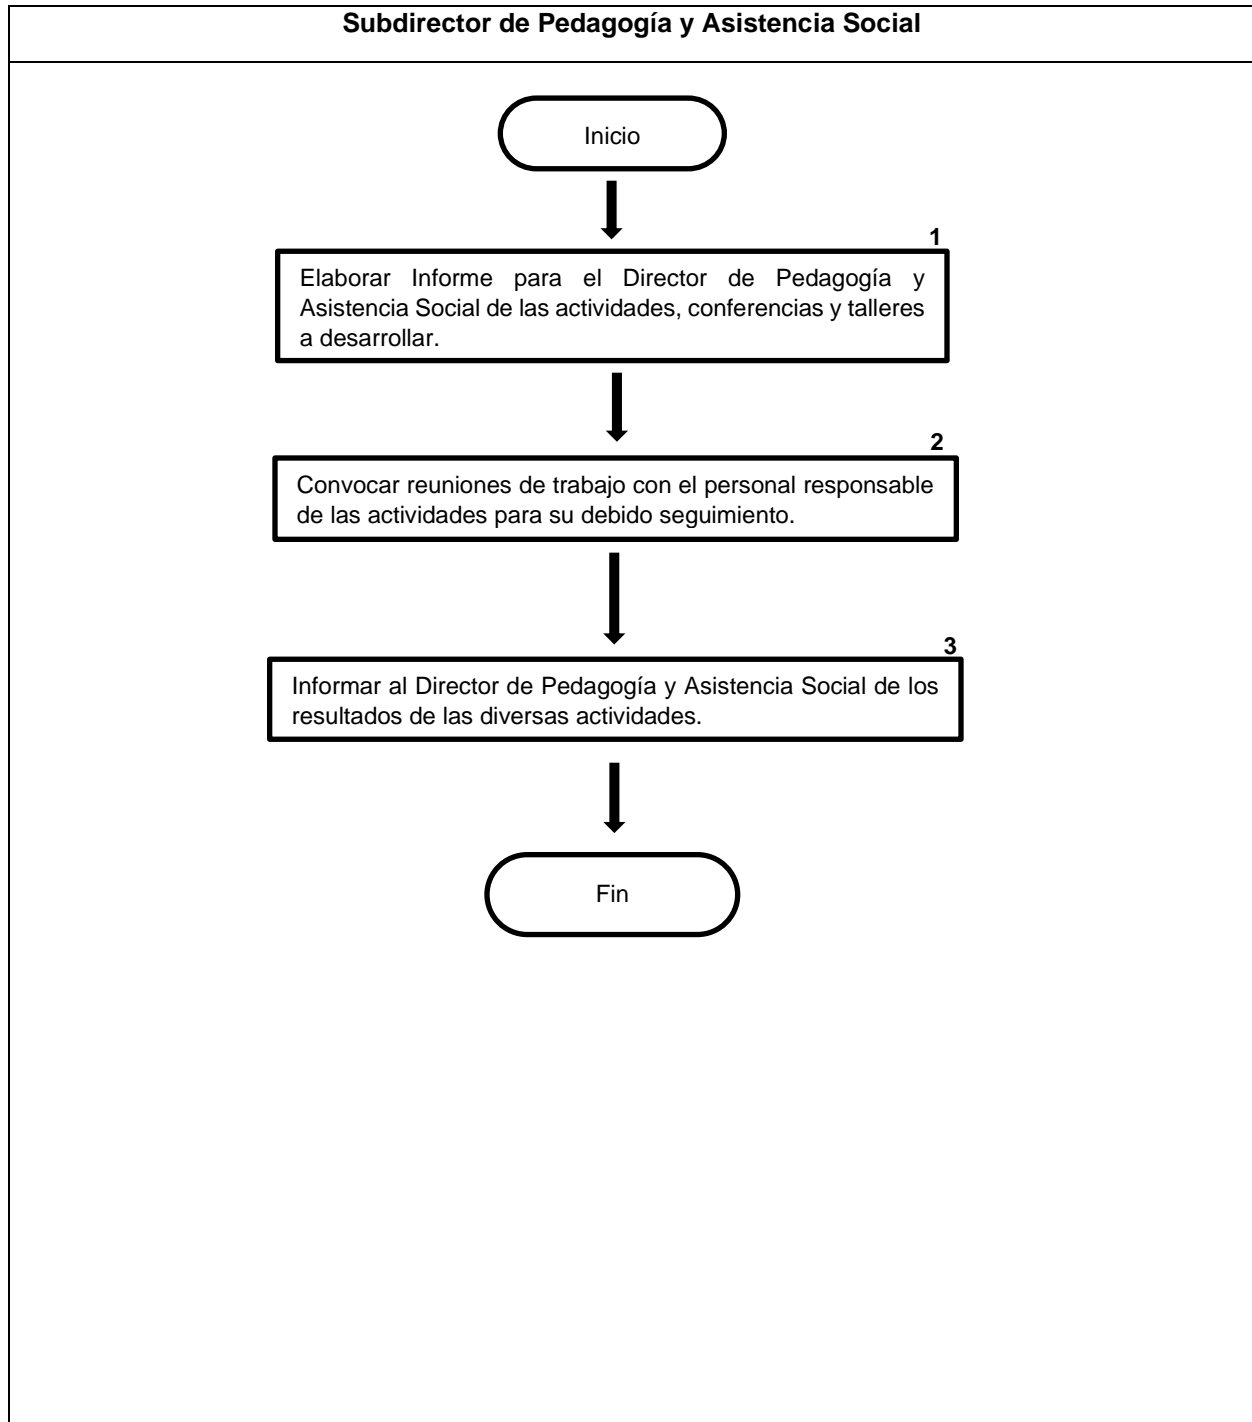 Subdirector de Pedagogía y Asistencia Social
Inicio
1
Elaborar Informe para el Director de Pedagogía y
Asistencia Social de las actividades, conferencias y talleres
a desarrollar.
2
Convocar reuniones de trabajo con el personal responsable
de las actividades para su debido seguimiento.
3
Informar al Director de Pedagogía y Asistencia Social de los
resultados de las diversas actividades.
Fin